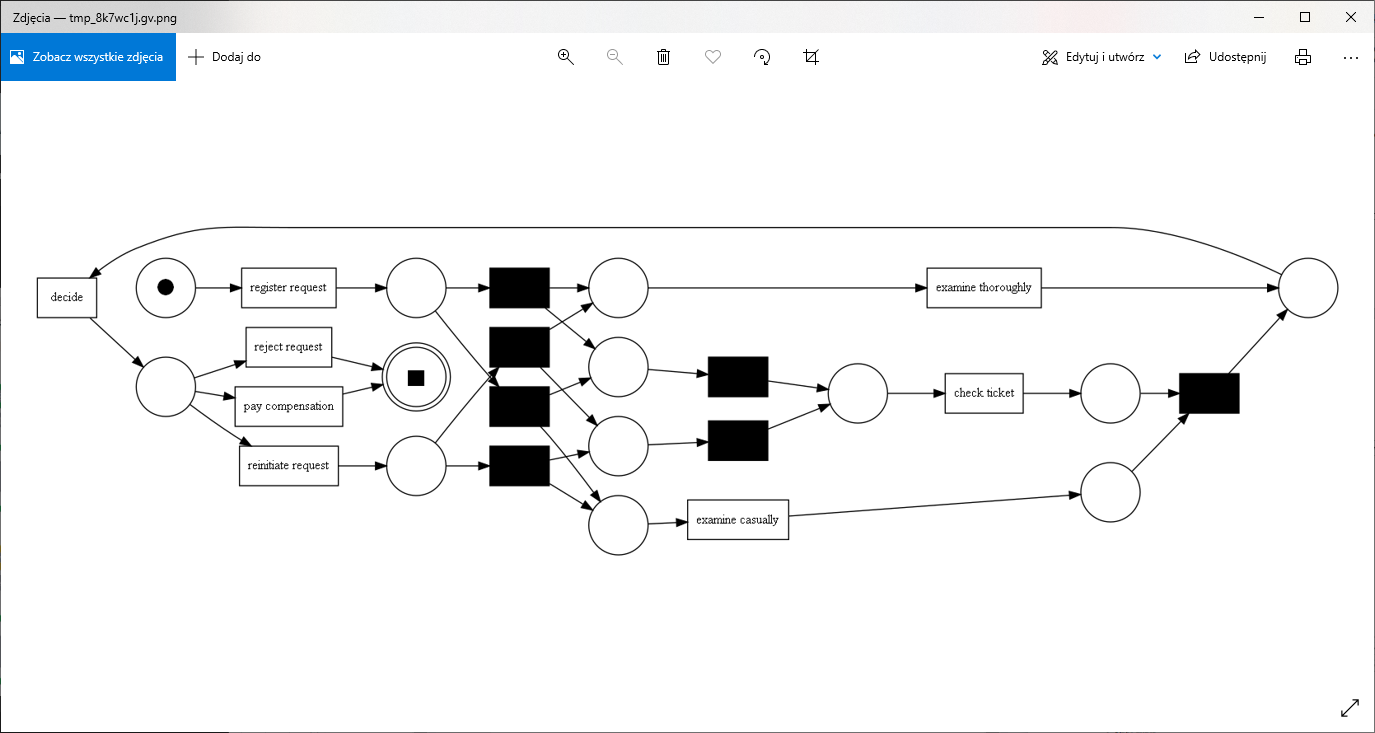 Zdjęcia — tmp_8k7wc1j.gv.png
Zobacz wszystkie zdjęcia
Dodaj do
Edytuj i utwórz
Udostępnij
decide
register request
examine thoroughly
reject request
pay compensation
check ticket
reinitiate request
examine casually